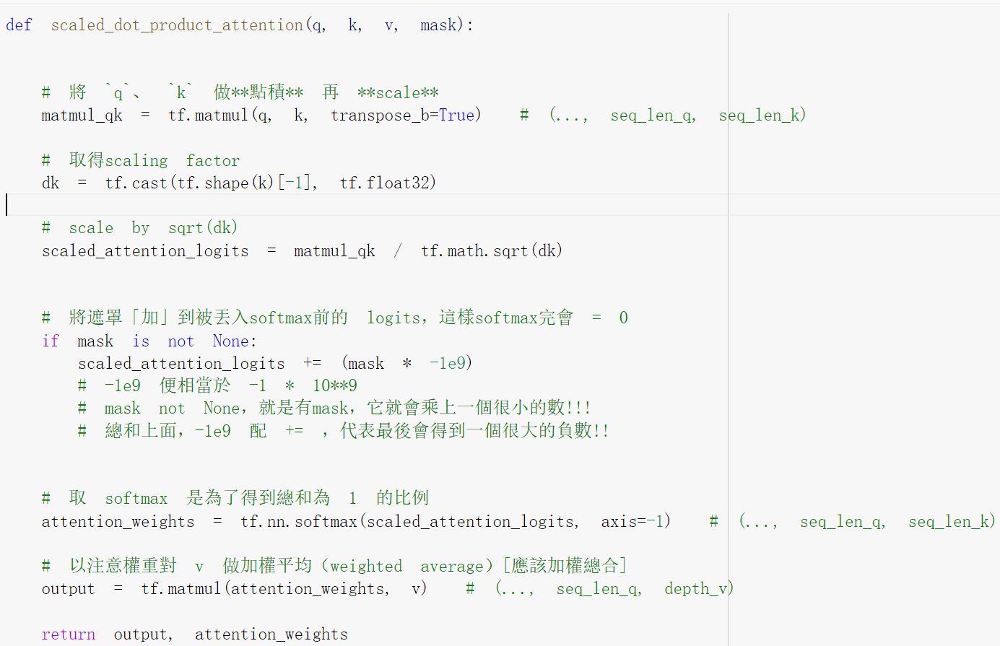 def scaled_dot_product_attention(q, k, v, mask):
# 將 `q`、 `k` 做**點積** 再 **scale**
matmul_qk = tf.matmul(q, k, transpose_b=True) # (..., seq_len_q, seq_len_k)
# 取得scaling factor
dk = tf.cast(tf.shape(k)[-1], tf.float32)
# scale by sqrt(dk)
scaled_attention_logits = matmul_qk / tf.math.sqrt(dk)
# 將遮罩「加」到被丟入softmax前的 logits，這樣softmax完會 = 0
if mask is not None:
scaled_attention_logits += (mask * -1e9)
# -1e9 便相當於 -1 * 10**9
# mask not None，就是有mask，它就會乘上一個很小的數!!!
# 總和上面，-1e9 配 += ，代表最後會得到一個很大的負數!!
# 取 softmax 是為了得到總和為 1 的比例
attention_weights = tf.nn.softmax(scaled_attention_logits, axis=-1) # (..., seq_len_q, seq_len_k)
# 以注意權重對 v 做加權平均（weighted average）[應該加權總合]
output = tf.matmul(attention_weights, v) # (..., seq_len_q, depth_v)
return output, attention_weights